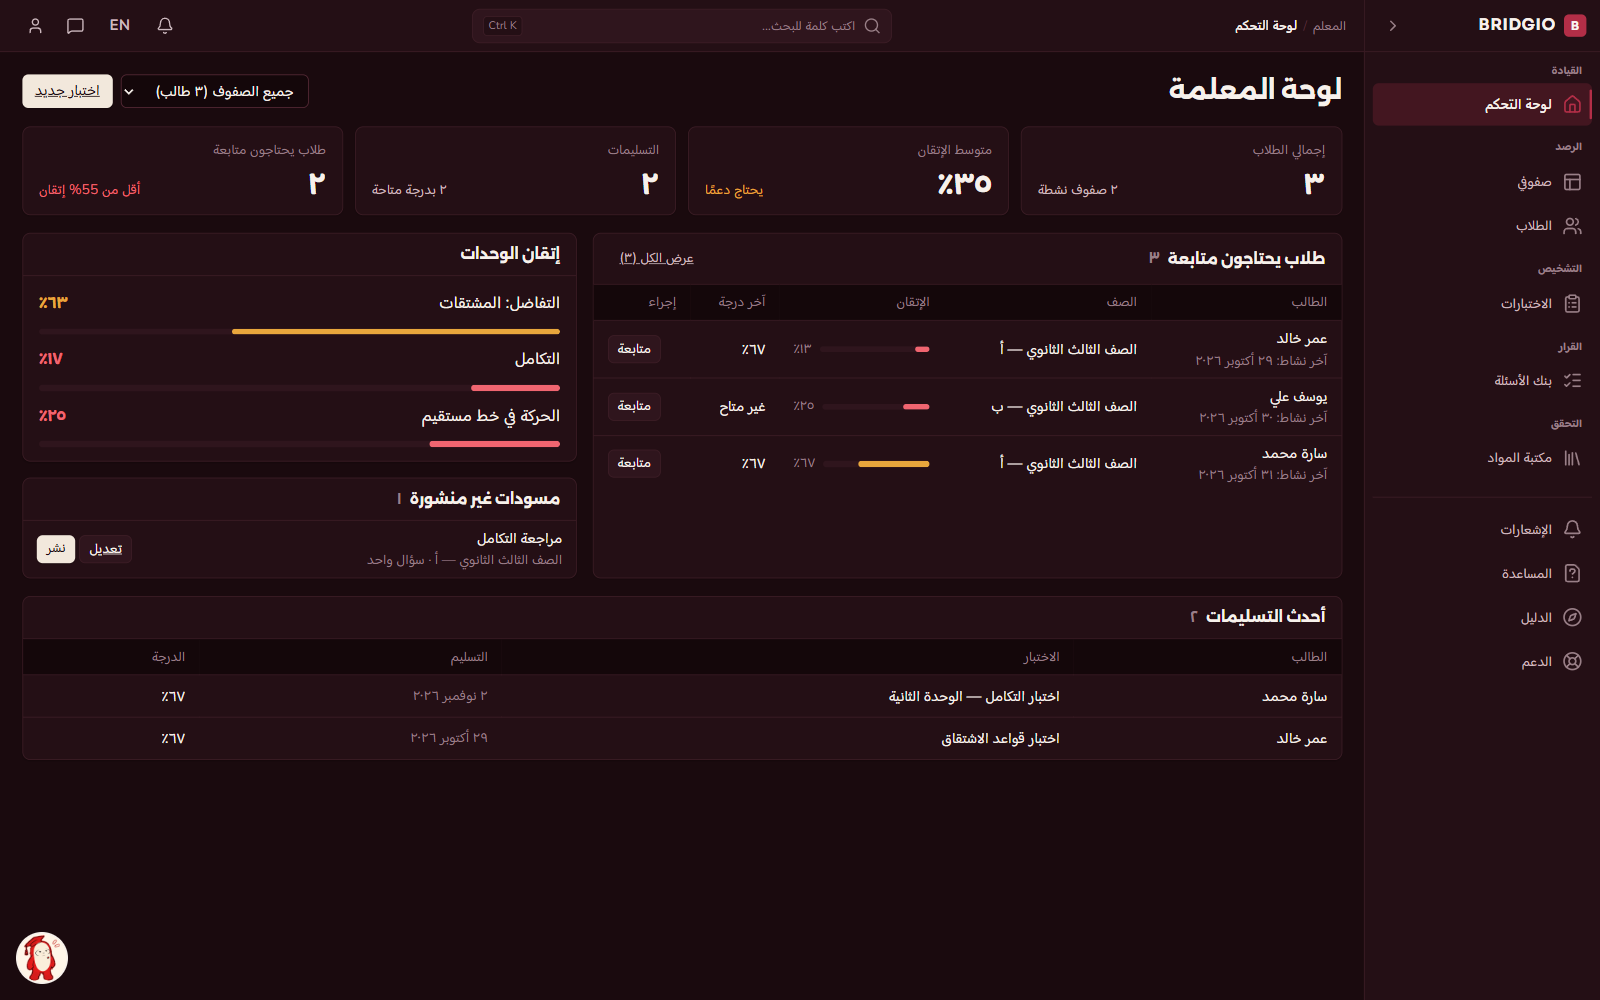 B BRIDGIO
القيادة
لوحة التحكم
الرصد
صفوفي
الطلاب
التشخيص
الاختبارات
القرار
بنك الأسئلة
التحقق
مكتبة المواد
الإشعارات
المساعدة
الدليل
الدعم
المعلم / لوحة التحكم
اكتب كلمة للبحث... Ctrl K
EN
لوحة المعلمة
جميع الصفوف (٣ طالب)
اختبار جديد
إجمالي الطلاب
٣ ٢ صفوف نشطة
متوسط الإتقان
٣٥٪ يحتاج دعمًا
التسليمات
٢ ٢ بدرجة متاحة
طلاب يحتاجون متابعة
٢ أقل من 55% إتقان
طلاب يحتاجون متابعة ٣ عرض الكل (٣)
الطالب الصف الإتقان آخر درجة إجراء
عمر خالد
آخر نشاط: ٢٩ أكتوبر ٢٠٢٦
الصف الثالث الثانوي — أ ١٣٪ ٦٧٪ متابعة
يوسف علي
آخر نشاط: ٣٠ أكتوبر ٢٠٢٦
الصف الثالث الثانوي — ب ٢٥٪ غير متاح متابعة
سارة محمد
آخر نشاط: ٣١ أكتوبر ٢٠٢٦
الصف الثالث الثانوي — أ ٦٧٪ ٦٧٪ متابعة
إتقان الوحدات
التفاضل: المشتقات ٦٣٪
التكامل ١٧٪
الحركة في خط مستقيم ٢٥٪
مسودات غير منشورة ١
مراجعة التكامل
الصف الثالث الثانوي — أ · سؤال واحد
تعديل نشر
أحدث التسليمات ٢
الطالب الاختبار التسليم الدرجة
سارة محمد اختبار التكامل — الوحدة الثانية ٢ نوفمبر ٢٠٢٦ ٦٧٪
عمر خالد اختبار قواعد الاشتقاق ٢٩ أكتوبر ٢٠٢٦ ٦٧٪